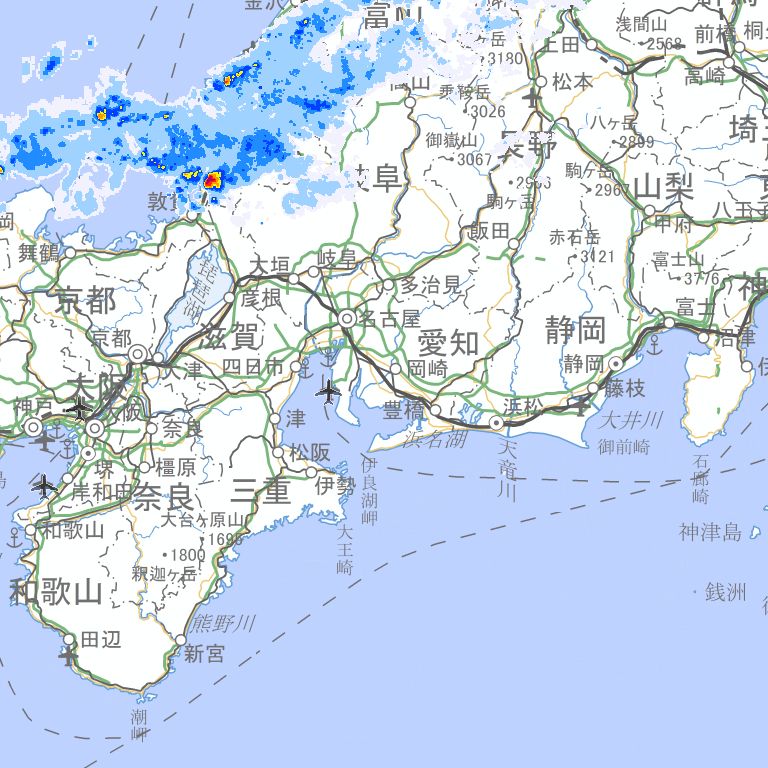 金沢
富山
浅間山
2568
前橋
桐生
上田
高崎
3180
松本
乗鞍岳
3026
御嶽山
3067
長野
八ヶ岳
2899
駒ヶ岳
2967
駒ヶ岳
山梨
甲府
八王子
敦賀
岐阜
舞鶴
飯田
赤石岳
3121
富士山
3776
琵琶湖
大垣
岐阜
彦根
多治見
京都
京都
滋賀
名古屋
愛知
静岡
静岡
富士
沼津
大津
四日市
岡崎
藤枝
大阪
大阪
神戸
奈良
津
豊橋
浜松
浜名湖
大井川
御前崎
天竜川
石廊崎
松阪
伊勢
伊良湖岬
堺
橿原
岸和田
奈良
三重
大台ヶ原山
1695
和歌山
大王崎
1800
釈迦ヶ岳
神津島
銭洲
和歌山
熊野川
田辺
新宮
潮岬